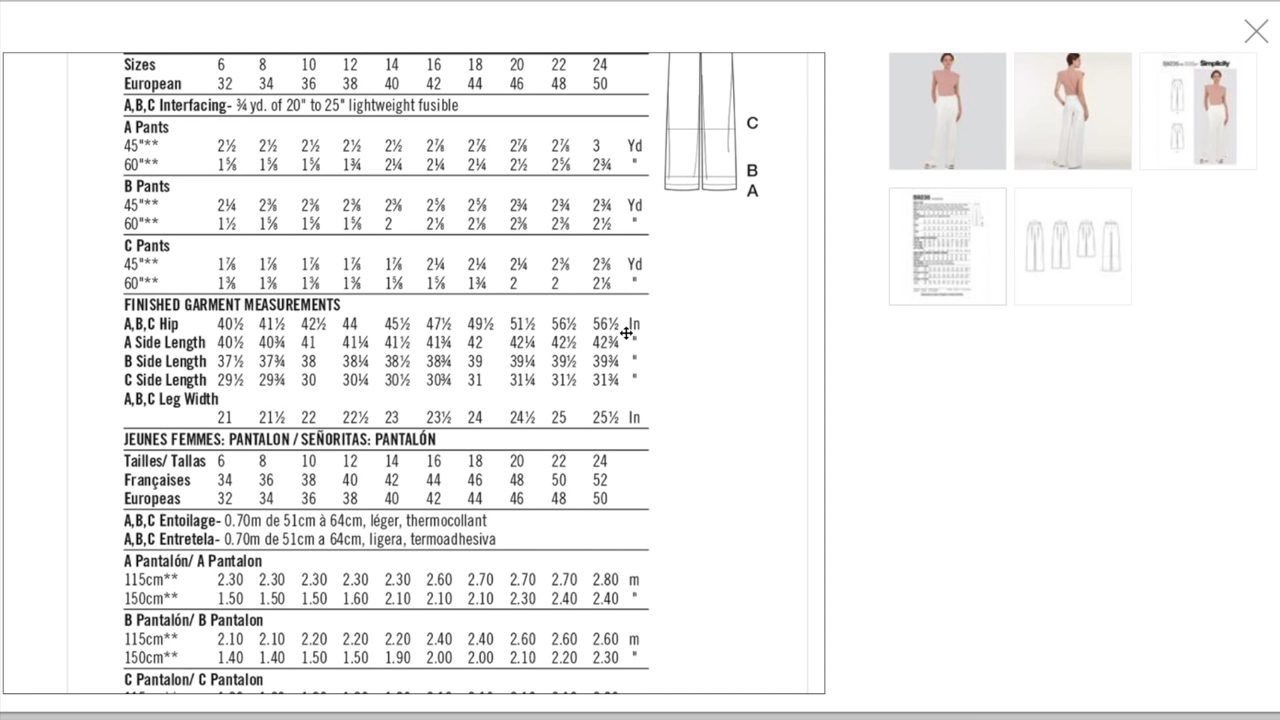 Sizes 6 8 10 12 14 16 18 20 22 24
European 32 34 36 38 40 42 44 46 48 50
A,B,C Interfacing- ¾ yd. of 20" to 25" lightweight fusible
A Pants
45"** 2½ 2½ 2½ 2½ 2½ 2⅞ 2⅞ 2⅞ 2⅞ 3 Yd
60"** 1⅝ 1⅝ 1⅝ 1¾ 2¼ 2¼ 2¼ 2½ 2⅝ 2¾ "
B Pants
45"** 2¼ 2⅜ 2⅜ 2⅜ 2⅜ 2⅝ 2⅝ 2¾ 2¾ 2¾ Yd
60"** 1½ 1⅝ 1⅝ 1⅝ 2 2⅛ 2⅛ 2⅜ 2⅜ 2½ "
C Pants
45"** 1⅞ 1⅞ 1⅞ 1⅞ 1⅞ 2¼ 2¼ 2¼ 2⅜ 2⅜ Yd
60"** 1⅜ 1⅜ 1⅜ 1⅜ 1⅝ 1⅝ 1¾ 2 2 2⅛ "
FINISHED GARMENT MEASUREMENTS
A,B,C Hip 40½ 41½ 42½ 44 45½ 47½ 49½ 51½ 56½ 56½ In
A Side Length 40½ 40¾ 41 41¼ 41½ 41¾ 42 42¼ 42½ 42¾ "
B Side Length 37½ 37¾ 38 38¼ 38½ 38¾ 39 39¼ 39½ 39¾ "
C Side Length 29½ 29¾ 30 30¼ 30½ 30¾ 31 31¼ 31½ 31¾ "
A,B,C Leg Width
21 21½ 22 22½ 23 23½ 24 24½ 25 25½ In
JEUNES FEMMES: PANTALON / SEÑORITAS: PANTALÓN
Tailles/ Tallas 6 8 10 12 14 16 18 20 22 24
Françaises 34 36 38 40 42 44 46 48 50 52
Europeas 32 34 36 38 40 42 44 46 48 50
A,B,C Entoilage- 0.70m de 51cm à 64cm, léger, thermocollant
A,B,C Entretela- 0.70m de 51cm a 64cm, ligera, termoadhesiva
A Pantalón/ A Pantalon
115cm** 2.30 2.30 2.30 2.30 2.30 2.60 2.70 2.70 2.70 2.80 m
150cm** 1.50 1.50 1.50 1.60 2.10 2.10 2.10 2.30 2.40 2.40 "
B Pantalón/ B Pantalon
115cm** 2.10 2.10 2.20 2.20 2.20 2.40 2.40 2.60 2.60 2.60 m
150cm** 1.40 1.40 1.50 1.50 1.90 2.00 2.00 2.10 2.20 2.30 "
C Pantalon/ C Pantalon
C
B
A
Simplicity